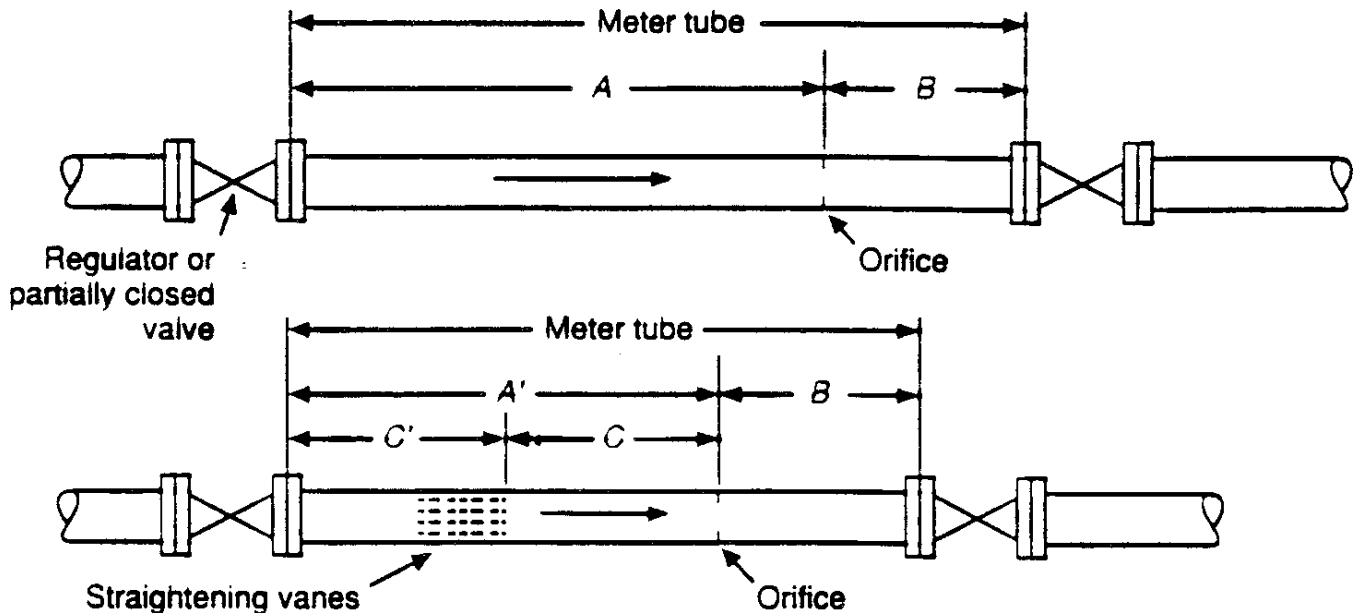 Meter tube
A
B
Regulator or
partially closed
valve
Orifice
Meter tube
A'
B
C'
C
Straightening vanes
Orifice